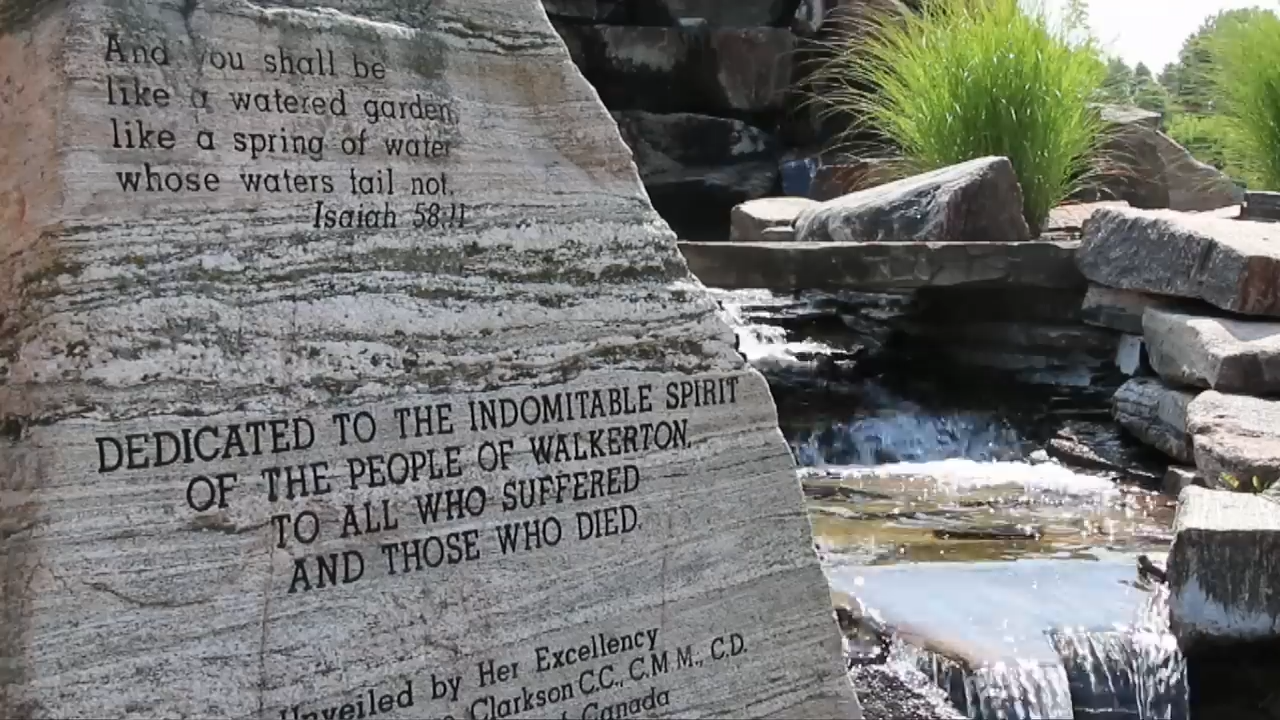 And you shall be
like a watered garden,
like a spring of water
whose waters fail not.
Isaiah 58:11
DEDICATED TO THE INDOMITABLE SPIRIT
OF THE PEOPLE OF WALKERTON,
TO ALL WHO SUFFERED
AND THOSE WHO DIED.
Unveiled by Her Excellency
Clarkson C.C., C.M.M., C.D.
Canada